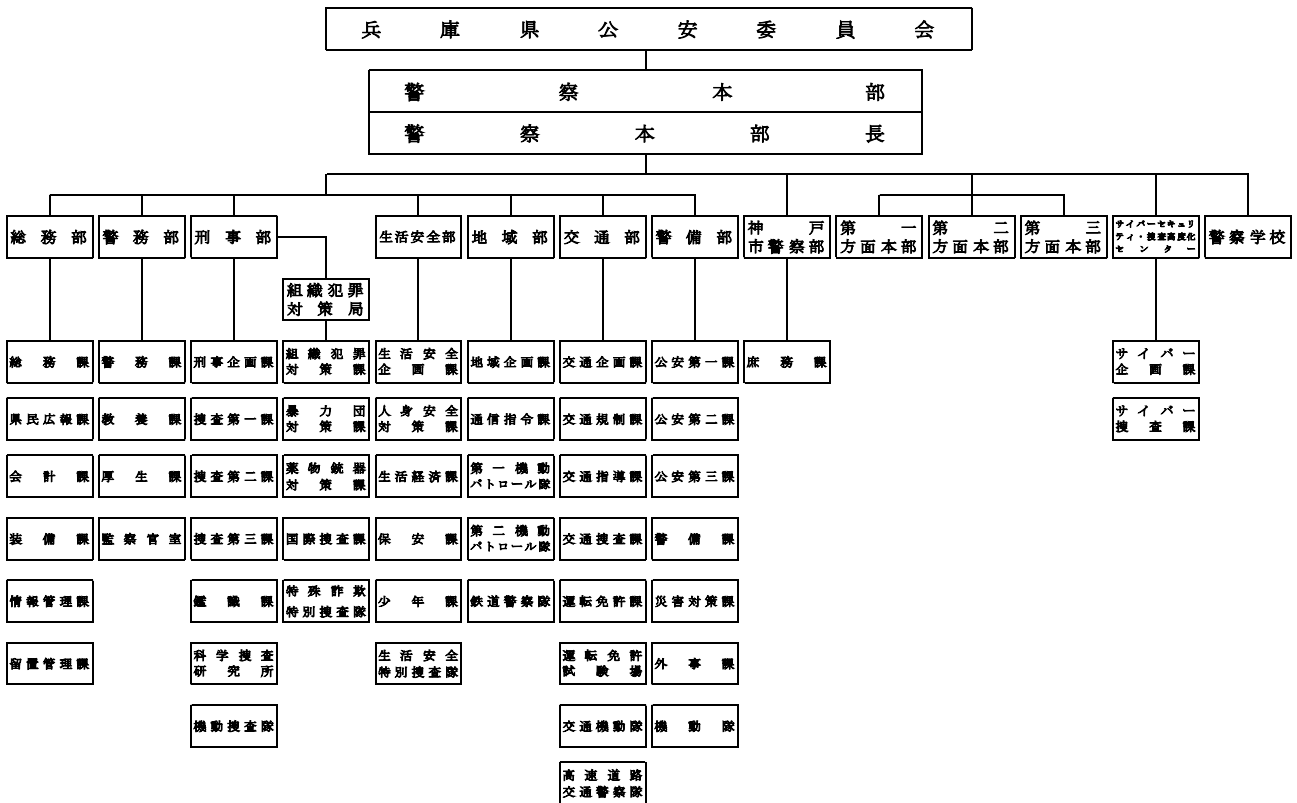 兵庫県公安委員会
警察本部
警察本部長
総務部
警務部
刑事部
生活安全部
地域部
交通部
警備部
神戸
市警察部
第一
方面本部
第二
方面本部
第三
方面本部
サイバーセキュリ
ティ・捜査高度化
センター
警察学校
組織犯罪
対策局
総務課
警務課
刑事企画課
組織犯罪
対策課
生活安全
企画課
地域企画課
交通企画課
公安第一課
庶務課
サイバー
企画課
県民広報課
教養課
捜査第一課
暴力団
対策課
人身安全
対策課
通信指令課
交通規制課
公安第二課
サイバー
捜査課
会計課
厚生課
捜査第二課
薬物銃器
対策課
生活経済課
第一機動
パトロール隊
交通指導課
公安第三課
装備課
監察官室
捜査第三課
国際捜査課
保安課
第二機動
パトロール隊
交通捜査課
警備課
情報管理課
鑑識課
特殊詐欺
特別捜査隊
少年課
鉄道警察隊
運転免許課
災害対策課
留置管理課
科学捜査
研究所
生活安全
特別捜査隊
運転免許
試験場
外事課
機動捜査隊
交通機動隊
機動隊
高速道路
交通警察隊